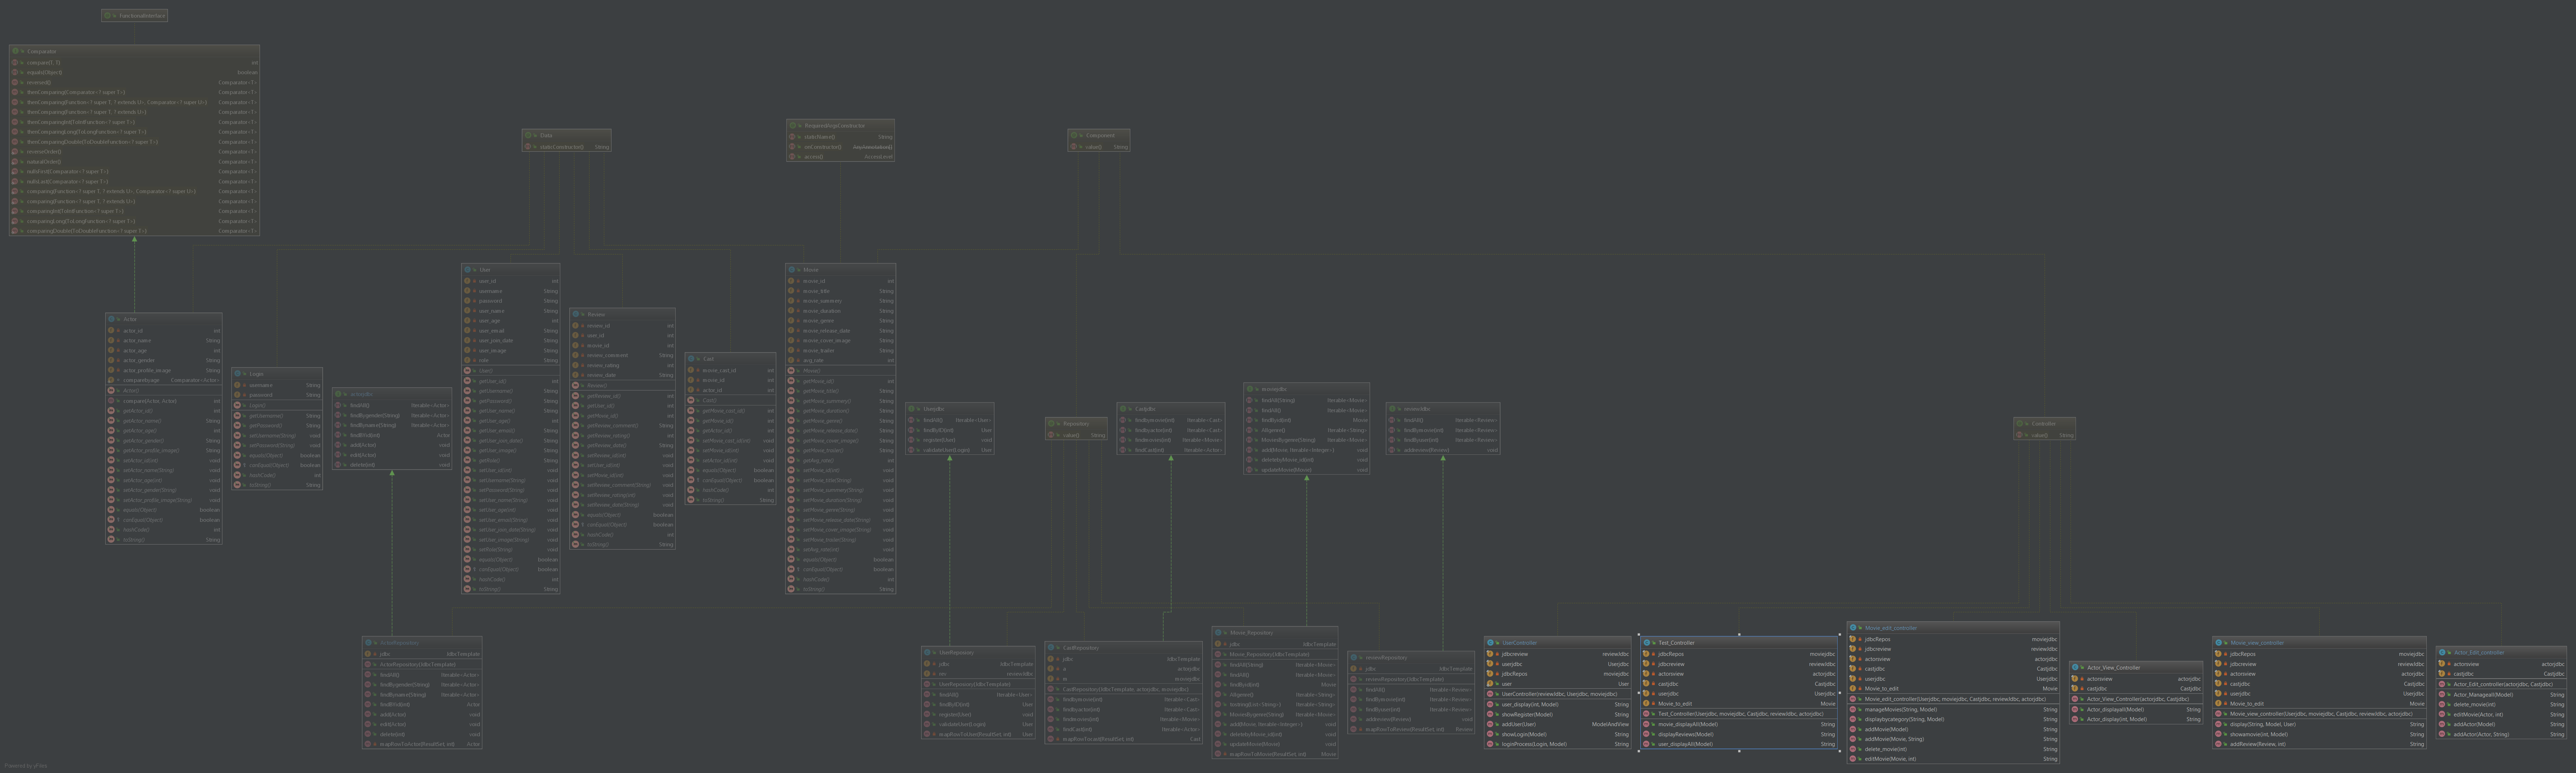 FunctionalInterface
Comparator
compare(T, T) int
equals(Object) boolean
reversed() Comparator<T>
thenComparing(Comparator<? super T>) Comparator<T>
thenComparing(Function<? super T, ? extends U>, Comparator<? super U>) Comparator<T>
thenComparing(Function<? super T, ? extends U>) Comparator<T>
thenComparingInt(ToIntFunction<? super T>) Comparator<T>
thenComparingLong(ToLongFunction<? super T>) Comparator<T>
thenComparingDouble(ToDoubleFunction<? super T>) Comparator<T>
reverseOrder() Comparator<T>
naturalOrder() Comparator<T>
nullsFirst(Comparator<? super T>) Comparator<T>
nullsLast(Comparator<? super T>) Comparator<T>
comparing(Function<? super T, ? extends U>, Comparator<? super U>) Comparator<T>
comparing(Function<? super T, ? extends U>) Comparator<T>
comparingInt(ToIntFunction<? super T>) Comparator<T>
comparingLong(ToLongFunction<? super T>) Comparator<T>
comparingDouble(ToDoubleFunction<? super T>) Comparator<T>
Data
staticConstructor() String
RequiredArgsConstructor
staticName() String
onConstructor() AnyAnnotation[]
access() AccessLevel
Component
value() String
Actor
actor_id int
actor_name String
actor_age int
actor_gender String
actor_profile_image String
comparebyage Comparator<Actor>
Actor()
compare(Actor, Actor) int
getActor_id() int
getActor_name() String
getActor_age() int
getActor_gender() String
getActor_profile_image() String
setActor_id(int) void
setActor_name(String) void
setActor_age(int) void
setActor_gender(String) void
setActor_profile_image(String) void
equals(Object) boolean
canEqual(Object) boolean
hashCode() int
toString() String
Login
username String
password String
Login()
getUsername() String
getPassword() String
setUsername(String) void
setPassword(String) void
equals(Object) boolean
canEqual(Object) boolean
hashCode() int
toString() String
actorjdbc
findAll() Iterable<Actor>
findBygender(String) Iterable<Actor>
findByname(String) Iterable<Actor>
findBYid(int) Actor
add(Actor) void
edit(Actor) void
delete(int) void
User
user_id int
username String
password String
user_name String
user_age int
user_email String
user_join_date String
user_image String
role String
User()
getUser_id() int
getUsername() String
getPassword() String
getUser_name() String
getUser_age() int
getUser_email() String
getUser_join_date() String
getUser_image() String
getRole() String
setUser_id(int) void
setUsername(String) void
setPassword(String) void
setUser_name(String) void
setUser_age(int) void
setUser_email(String) void
setUser_join_date(String) void
setUser_image(String) void
setRole(String) void
equals(Object) boolean
canEqual(Object) boolean
hashCode() int
toString() String
Review
review_id int
user_id int
movie_id int
review_comment String
review_rating int
review_date String
Review()
getReview_id() int
getUser_id() int
getMovie_id() int
getReview_comment() String
getReview_rating() int
getReview_date() String
setReview_id(int) void
setUser_id(int) void
setMovie_id(int) void
setReview_comment(String) void
setReview_rating(int) void
setReview_date(String) void
equals(Object) boolean
canEqual(Object) boolean
hashCode() int
toString() String
Cast
movie_cast_id int
movie_id int
actor_id int
Cast()
getMovie_cast_id() int
getMovie_id() int
getActor_id() int
setMovie_cast_id(int) void
setMovie_id(int) void
setActor_id(int) void
equals(Object) boolean
canEqual(Object) boolean
hashCode() int
toString() String
Movie
movie_id int
movie_title String
movie_summery String
movie_duration String
movie_genre String
movie_release_date String
movie_cover_image String
movie_trailer String
avg_rate int
Movie()
getMovie_id() int
getMovie_title() String
getMovie_summery() String
getMovie_duration() String
getMovie_genre() String
getMovie_release_date() String
getMovie_cover_image() String
getMovie_trailer() String
getAvg_rate() int
setMovie_id(int) void
setMovie_title(String) void
setMovie_summery(String) void
setMovie_duration(String) void
setMovie_genre(String) void
setMovie_release_date(String) void
setMovie_cover_image(String) void
setMovie_trailer(String) void
setAvg_rate(int) void
equals(Object) boolean
canEqual(Object) boolean
hashCode() int
toString() String
Userjdbc
findAll() Iterable<User>
findByID(int) User
register(User) void
validateUser(Login) User
Repository
value() String
Castjdbc
findbymovie(int) Iterable<Cast>
findbyactor(int) Iterable<Cast>
findmovies(int) Iterable<Movie>
findCast(int) Iterable<Actor>
moviejdbc
findAll(String) Iterable<Movie>
findAll() Iterable<Movie>
findByid(int) Movie
Allgenre() Iterable<String>
MoviesBygenre(String) Iterable<Movie>
add(Movie, Iterable<Integer>) void
deletebyMovie_id(int) void
updateMovie(Movie) void
reviewJdbc
findAll() Iterable<Review>
findbymovie(int) Iterable<Review>
findbyuser(int) Iterable<Review>
addreview(Review) void
Controller
value() String
ActorRepository
jdbc JdbcTemplate
ActorRepository(JdbcTemplate)
findAll() Iterable<Actor>
findBygender(String) Iterable<Actor>
findByname(String) Iterable<Actor>
findBYid(int) Actor
add(Actor) void
edit(Actor) void
delete(int) void
mapRowToActor(ResultSet, int) Actor
UserRepository
jdbc JdbcTemplate
rev reviewJdbc
UserRepository(JdbcTemplate)
findAll() Iterable<User>
findByID(int) User
register(User) void
validateUser(Login) User
mapRowToUser(ResultSet, int) User
CastRepository
jdbc JdbcTemplate
a actorjdbc
m moviejdbc
CastRepository(JdbcTemplate, actorjdbc, moviejdbc)
findbymovie(int) Iterable<Cast>
findbyactor(int) Iterable<Cast>
findmovies(int) Iterable<Movie>
findCast(int) Iterable<Actor>
mapRowTocast(ResultSet, int) Cast
Movie_Repository
jdbc JdbcTemplate
Movie_Repository(JdbcTemplate)
findAll(String) Iterable<Movie>
findAll() Iterable<Movie>
findByid(int) Movie
Allgenre() Iterable<String>
MoviesBygenre(String) Iterable<Movie>
add(Movie, Iterable<Integer>) void
deletebyMovie_id(int) void
updateMovie(Movie) void
mapRowToMovie(ResultSet, int) Movie
reviewRepository
jdbc JdbcTemplate
reviewRepository(JdbcTemplate)
findAll() Iterable<Review>
findbymovie(int) Iterable<Review>
findbyuser(int) Iterable<Review>
addreview(Review) void
mapRowToReview(ResultSet, int) Review
UserController
jdbcreview reviewJdbc
userjdbc Userjdbc
jdbcRepos moviejdbc
user User
UserController(reviewJdbc, Userjdbc, moviejdbc)
user_display(int, Model) String
showRegister(Model) String
addUser(User) ModelAndView
showLogin(Model) String
loginProcess(Login, Model) String
Test_Controller
jdbcRepos moviejdbc
jdbcreview reviewJdbc
actorsview actorjdbc
castjdbc Castjdbc
userjdbc Userjdbc
Movie_to_edit Movie
Test_Controller(Userjdbc, moviejdbc, Castjdbc, reviewJdbc, actorjdbc)
movie_displayAll(Model) String
displayReviews(Model) String
user_displayAll(Model) String
Movie_edit_controller
jdbcRepos moviejdbc
jdbcreview reviewJdbc
actorsview actorjdbc
castjdbc Castjdbc
userjdbc Userjdbc
Movie_to_edit Movie
Movie_edit_controller(Userjdbc, moviejdbc, Castjdbc, reviewJdbc, actorjdbc)
manageMovies(String, Model) String
displaybycategory(String, Model) String
addMovie(Model) String
addMovie(Movie, String) String
delete_movie(int) String
editMovie(Movie, int) String
Actor_View_Controller
actorsview actorjdbc
castjdbc Castjdbc
Actor_View_Controller(actorjdbc, Castjdbc)
Actor_displayall(Model) String
Actor_display(int, Model) String
Movie_view_controller
jdbcRepos moviejdbc
jdbcreview reviewJdbc
actorsview actorjdbc
castjdbc Castjdbc
userjdbc Userjdbc
Movie_to_edit Movie
Movie_view_controller(Userjdbc, moviejdbc, Castjdbc, reviewJdbc, actorjdbc)
display(String, Model, User) String
showamovie(int, Model) String
addReview(Review, int) String
Actor_Edit_controller
actorsview actorjdbc
castjdbc Castjdbc
Actor_Edit_controller(actorjdbc, Castjdbc)
Actor_Manageall(Model) String
delete_movie(int) String
editMovie(Actor, int) String
addActor(Model) String
addActor(Actor, String) String
Powered by yFiles